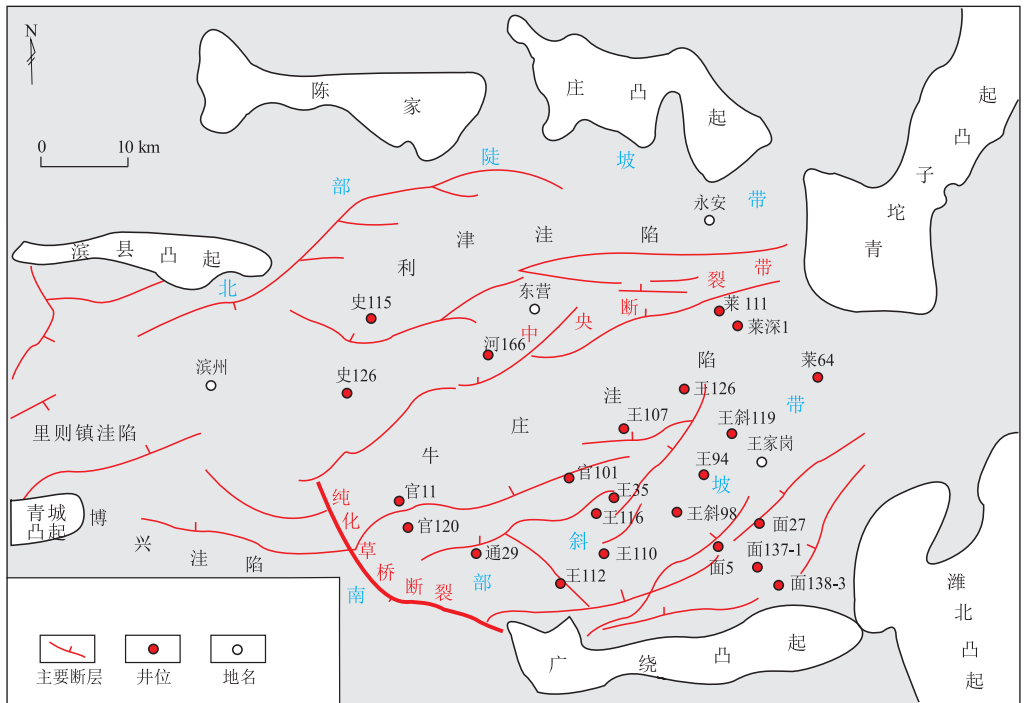 N
0 10 km
陈家
庄凸起
青坨子凸起
滨县凸起
北部陡坡带
永安
利津洼陷
中央断裂带
东营
史115
河166
莱 111
莱深1
滨州
史126
莱64
王126
里则镇洼陷
牛庄洼陷
王107
王斜119
王家岗
官101
王94
官11
王35
青城
凸起
博兴洼陷
官120
王116
王斜98
面27
纯化草桥断裂
通29
王110
面5
面137-1
王112
面138-3
南部斜坡带
广绕凸起
潍北凸起
主要断层
井位
地名